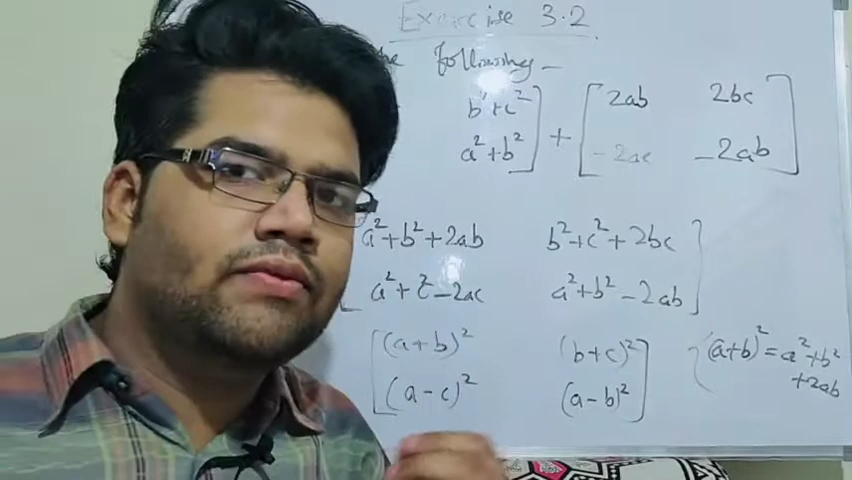 Exercise 3.2
the following –
b²+c² ] + [ 2ab 2bc
a²+b² ] [ -2ac -2ab ]
a²+b²+2ab b²+c²+2bc
a²+c²-2ac a²+b²-2ab
[ (a+b)² (b+c)² ] (a+b)²=a²+b²
+2ab
[ (a-c)² (a-b)² ]